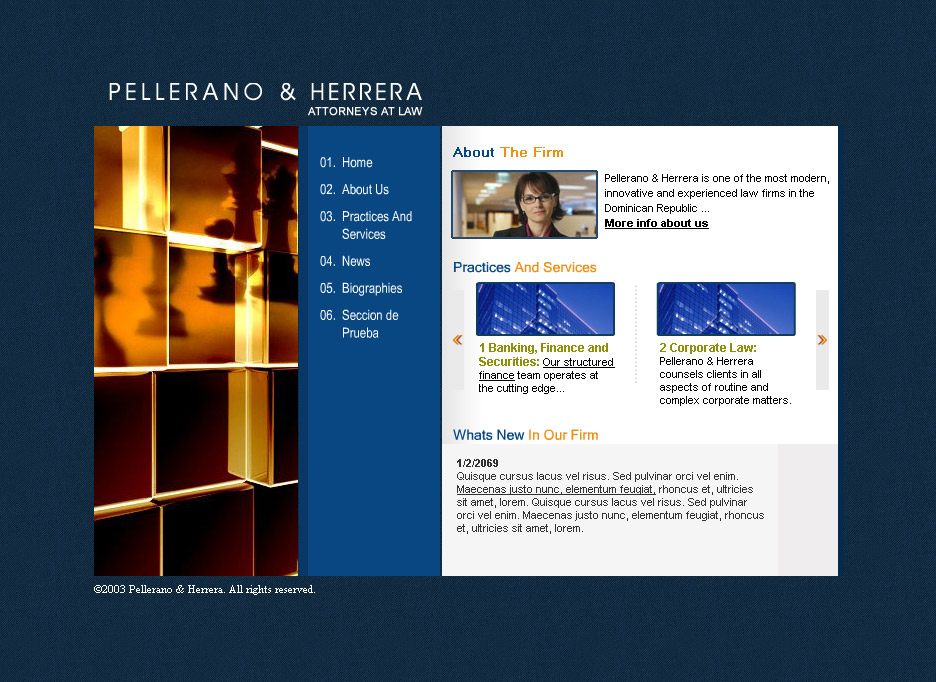 PELLERANO & HERRERA
ATTORNEYS AT LAW
01. Home
02. About Us
03. Practices And
Services
04. News
05. Biographies
06. Seccion de
Prueba
About The Firm
Pellerano & Herrera is one of the most modern,
innovative and experienced law firms in the
Dominican Republic ...
More info about us
Practices And Services
«
1 Banking, Finance and
Securities: Our structured
finance team operates at
the cutting edge...
2 Corporate Law:
Pellerano & Herrera
counsels clients in all
aspects of routine and
complex corporate matters.
»
Whats New In Our Firm
1/2/2069
Quisque cursus lacus vel risus. Sed pulvinar orci vel enim.
Maecenas justo nunc, elementum feugiat, rhoncus et, ultricies
sit amet, lorem. Quisque cursus lacus vel risus. Sed pulvinar
orci vel enim. Maecenas justo nunc, elementum feugiat, rhoncus
et, ultricies sit amet, lorem.
©2003 Pellerano & Herrera. All rights reserved.